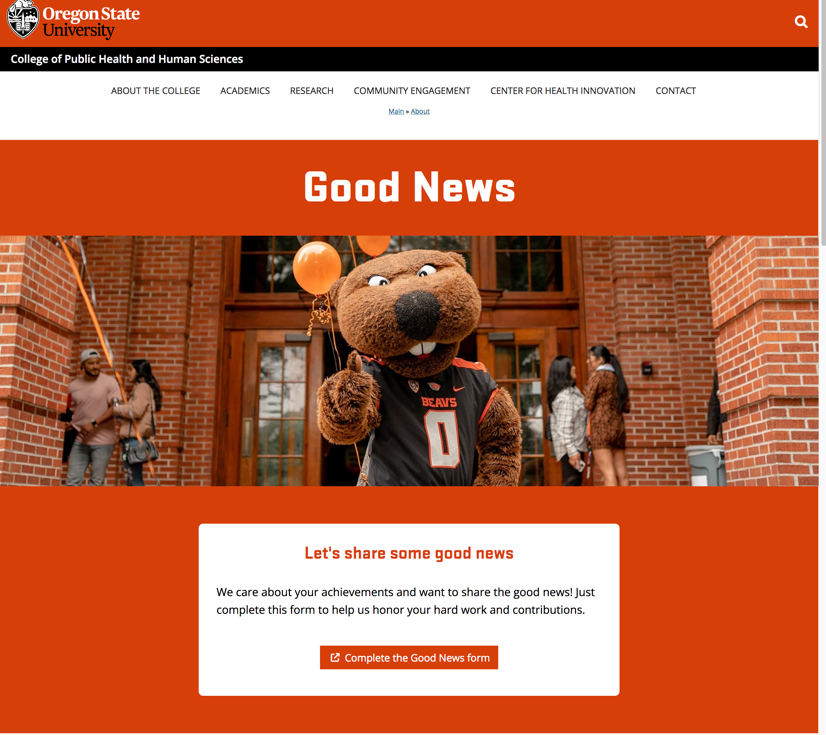 Oregon State
University
College of Public Health and Human Sciences
ABOUT THE COLLEGE ACADEMICS RESEARCH COMMUNITY ENGAGEMENT CENTER FOR HEALTH INNOVATION CONTACT
Main » About
Good News
BEAVS
0
Let's share some good news
We care about your achievements and want to share the good news! Just
complete this form to help us honor your hard work and contributions.
Complete the Good News form